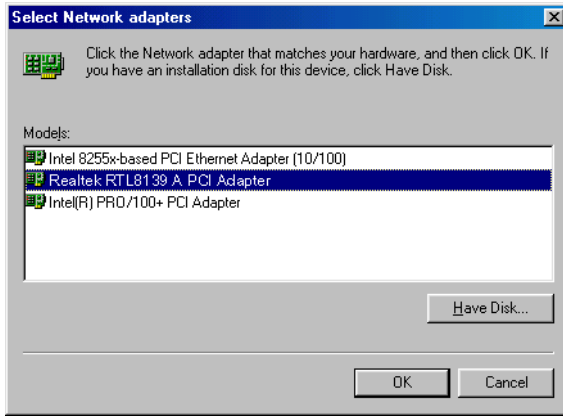 Select Network adapters
Click the Network adapter that matches your hardware, and then click OK. If
you have an installation disk for this device, click Have Disk.
Models:
Intel 8255x-based PCI Ethernet Adapter (10/100)
Realtek RTL8139 A PCI Adapter
Intel(R) PRO/100+ PCI Adapter
Have Disk...
OK
Cancel